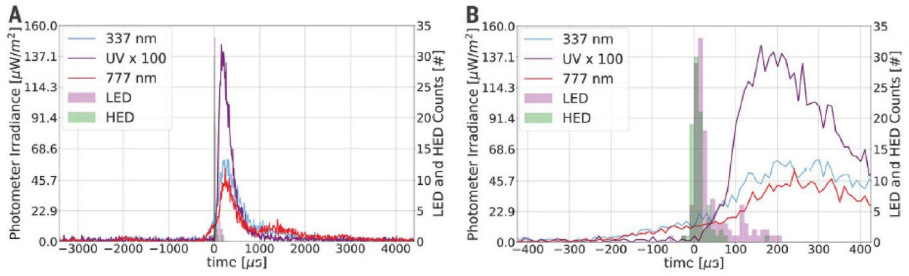 A
Photometer Irradiance [μW/m²]
160.0
137.1
114.3
91.4
68.6
45.7
22.9
0.0
337 nm
UV x 100
777 nm
LED
HED
35
30
25
20
15
10
5
0
LED and HED Counts [#]
-3000 -2000 -1000 0 1000 2000 3000 4000
time [μs]
B
Photometer Irradiance [μW/m²]
160.0
137.1
114.3
91.4
68.6
45.7
22.9
0.0
337 nm
UV x 100
777 nm
LED
HED
35
30
25
20
15
10
5
0
LED and HED Counts [#]
-400 -300 -200 -100 0 100 200 300 400
time [μs]